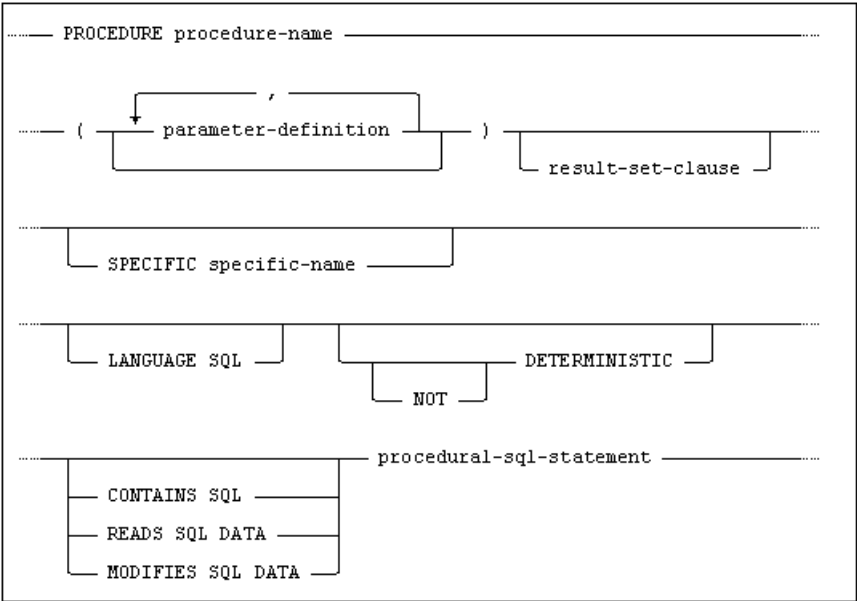 PROCEDURE procedure-name
,
( parameter-definition )
result-set-clause
SPECIFIC specific-name
LANGUAGE SQL DETERMINISTIC
NOT
procedural-sql-statement
CONTAINS SQL
READS SQL DATA
MODIFIES SQL DATA